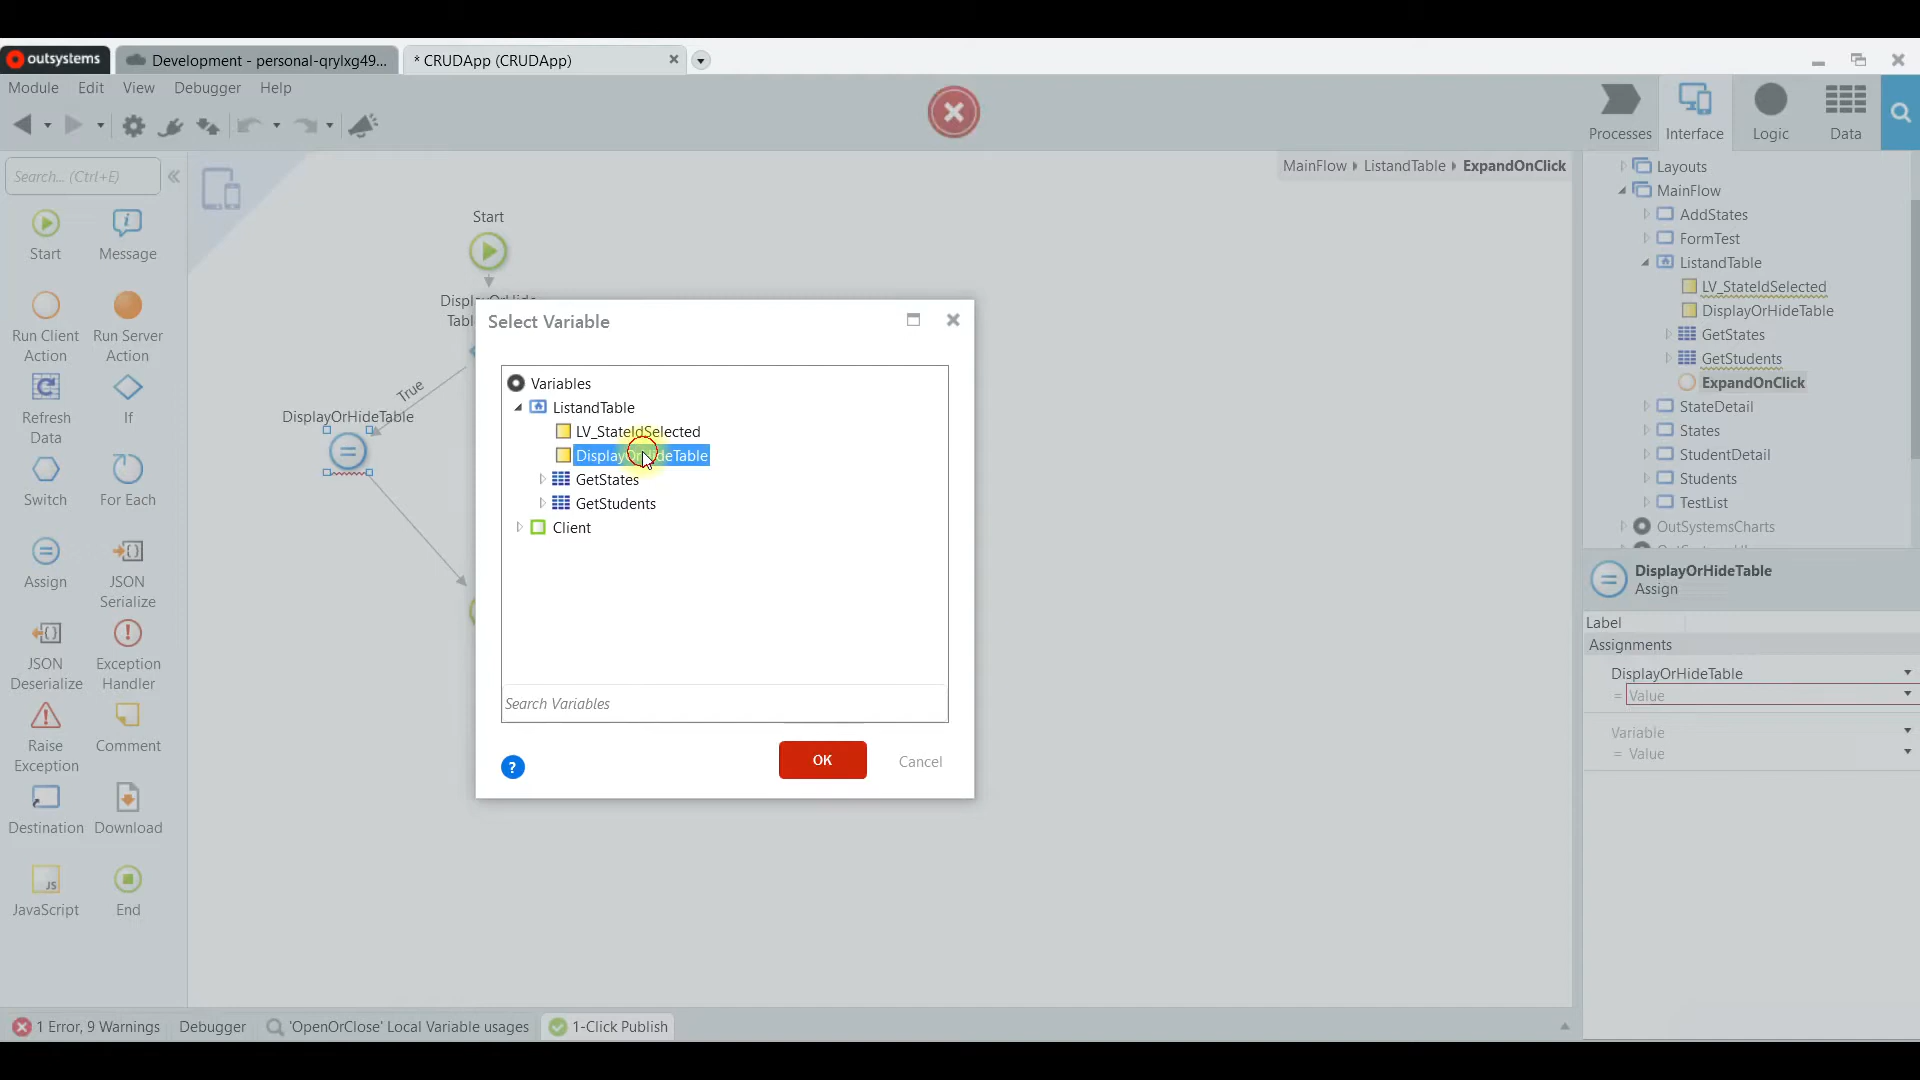 outsystems
Development - personal-qrylxg49...
* CRUDApp (CRUDApp)
Module Edit View Debugger Help
Processes Interface Logic Data
Search... (Ctrl+E)
MainFlow ListandTable ExpandOnClick
Start
Message
Run Client Action
Run Server Action
Refresh Data
If
Switch
For Each
Assign
JSON Serialize
JSON Deserialize
Exception Handler
Raise Exception
Comment
Destination
Download
JavaScript
End
Start
True
DisplayOrHideTable
Select Variable
Variables
ListandTable
LV_StateIdSelected
DisplayOrHideTable
GetStates
GetStudents
Client
Search Variables
OK
Cancel
Layouts
MainFlow
AddStates
FormTest
ListandTable
LV_StateIdSelected
DisplayOrHideTable
GetStates
GetStudents
ExpandOnClick
StateDetail
States
StudentDetail
Students
TestList
OutSystemsCharts
DisplayOrHideTable
Assign
Label
Assignments
DisplayOrHideTable
= Value
Variable
= Value
1 Error, 9 Warnings
Debugger
'OpenOrClose' Local Variable usages
1-Click Publish